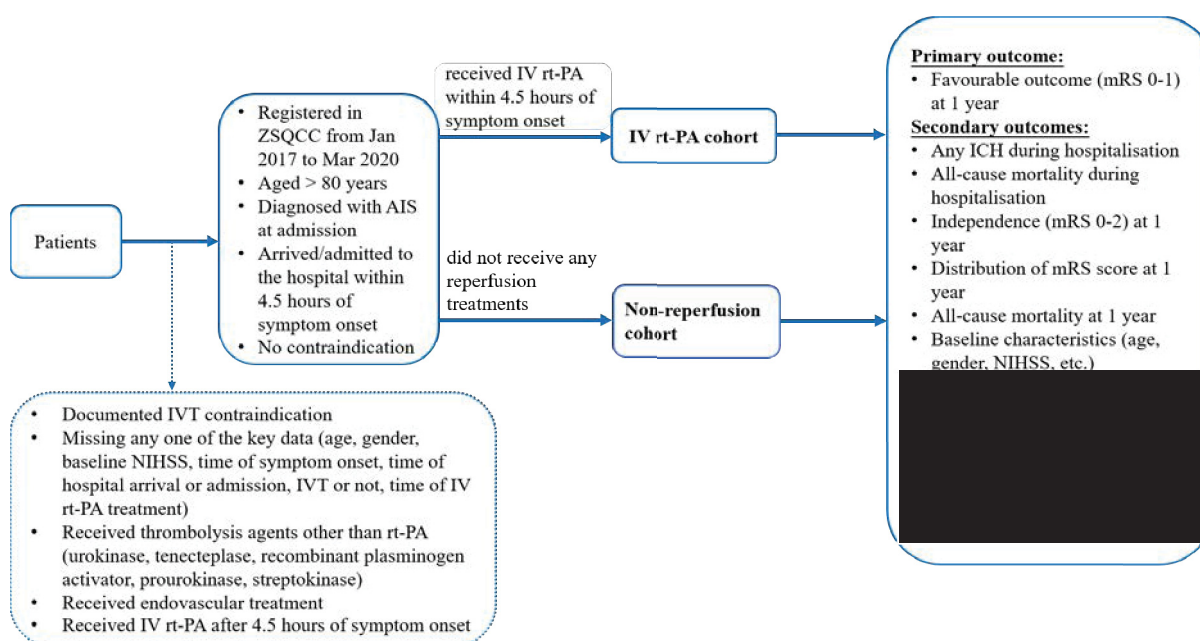 Patients
• Registered in
ZSQCC from Jan
2017 to Mar 2020
• Aged > 80 years
• Diagnosed with AIS
at admission
• Arrived/admitted to
the hospital within
4.5 hours of
symptom onset
• No contraindication
• Documented IVT contraindication
• Missing any one of the key data (age, gender,
baseline NIHSS, time of symptom onset, time of
hospital arrival or admission, IVT or not, time of IV
rt-PA treatment)
• Received thrombolysis agents other than rt-PA
(urokinase, tenecteplase, recombinant plasminogen
activator, prourokinase, streptokinase)
• Received endovascular treatment
• Received IV rt-PA after 4.5 hours of symptom onset
received IV rt-PA
within 4.5 hours of
symptom onset
IV rt-PA cohort
did not receive any
reperfusion
treatments
Non-reperfusion
cohort
Primary outcome:
• Favourable outcome (mRS 0-1)
at 1 year
Secondary outcomes:
• Any ICH during hospitalisation
• All-cause mortality during
hospitalisation
• Independence (mRS 0-2) at 1
year
• Distribution of mRS score at 1
year
• All-cause mortality at 1 year
• Baseline characteristics (age,
gender, NIHSS, etc.)